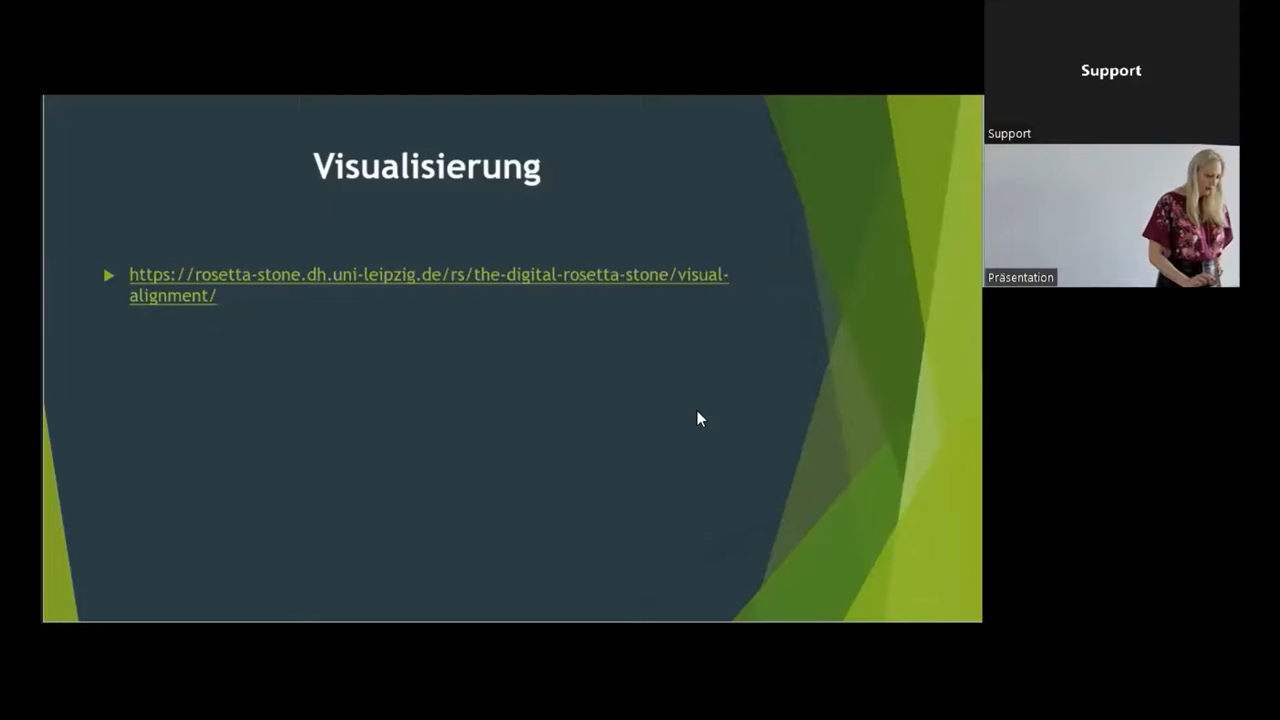 Support
Support
Visualisierung
https://rosetta-stone.dh.uni-leipzig.de/rs/the-digital-rosetta-stone/visual-
alignment/
Präsentation